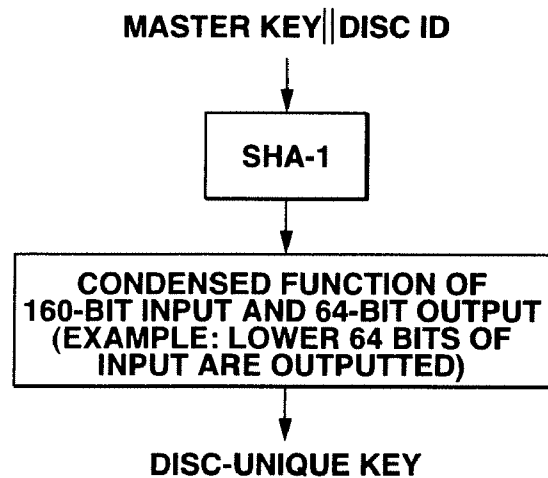 MASTER KEY||DISC ID
SHA-1
CONDENSED FUNCTION OF
160-BIT INPUT AND 64-BIT OUTPUT
(EXAMPLE: LOWER 64 BITS OF
INPUT ARE OUTPUTTED)
DISC-UNIQUE KEY